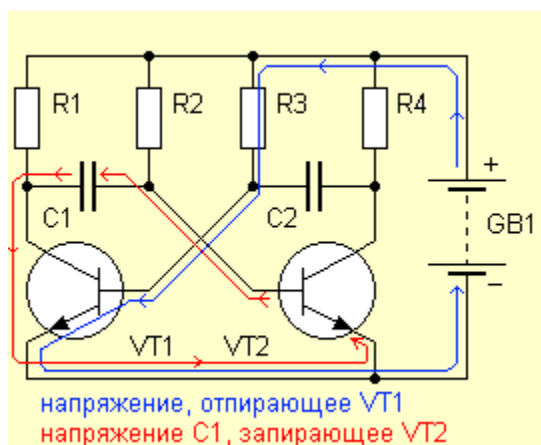 R1 R2 R3 R4
+
C1 C2 GB1
−
VT1 VT2
напряжение, отпирающее VT1
напряжение C1, запирающее VT2